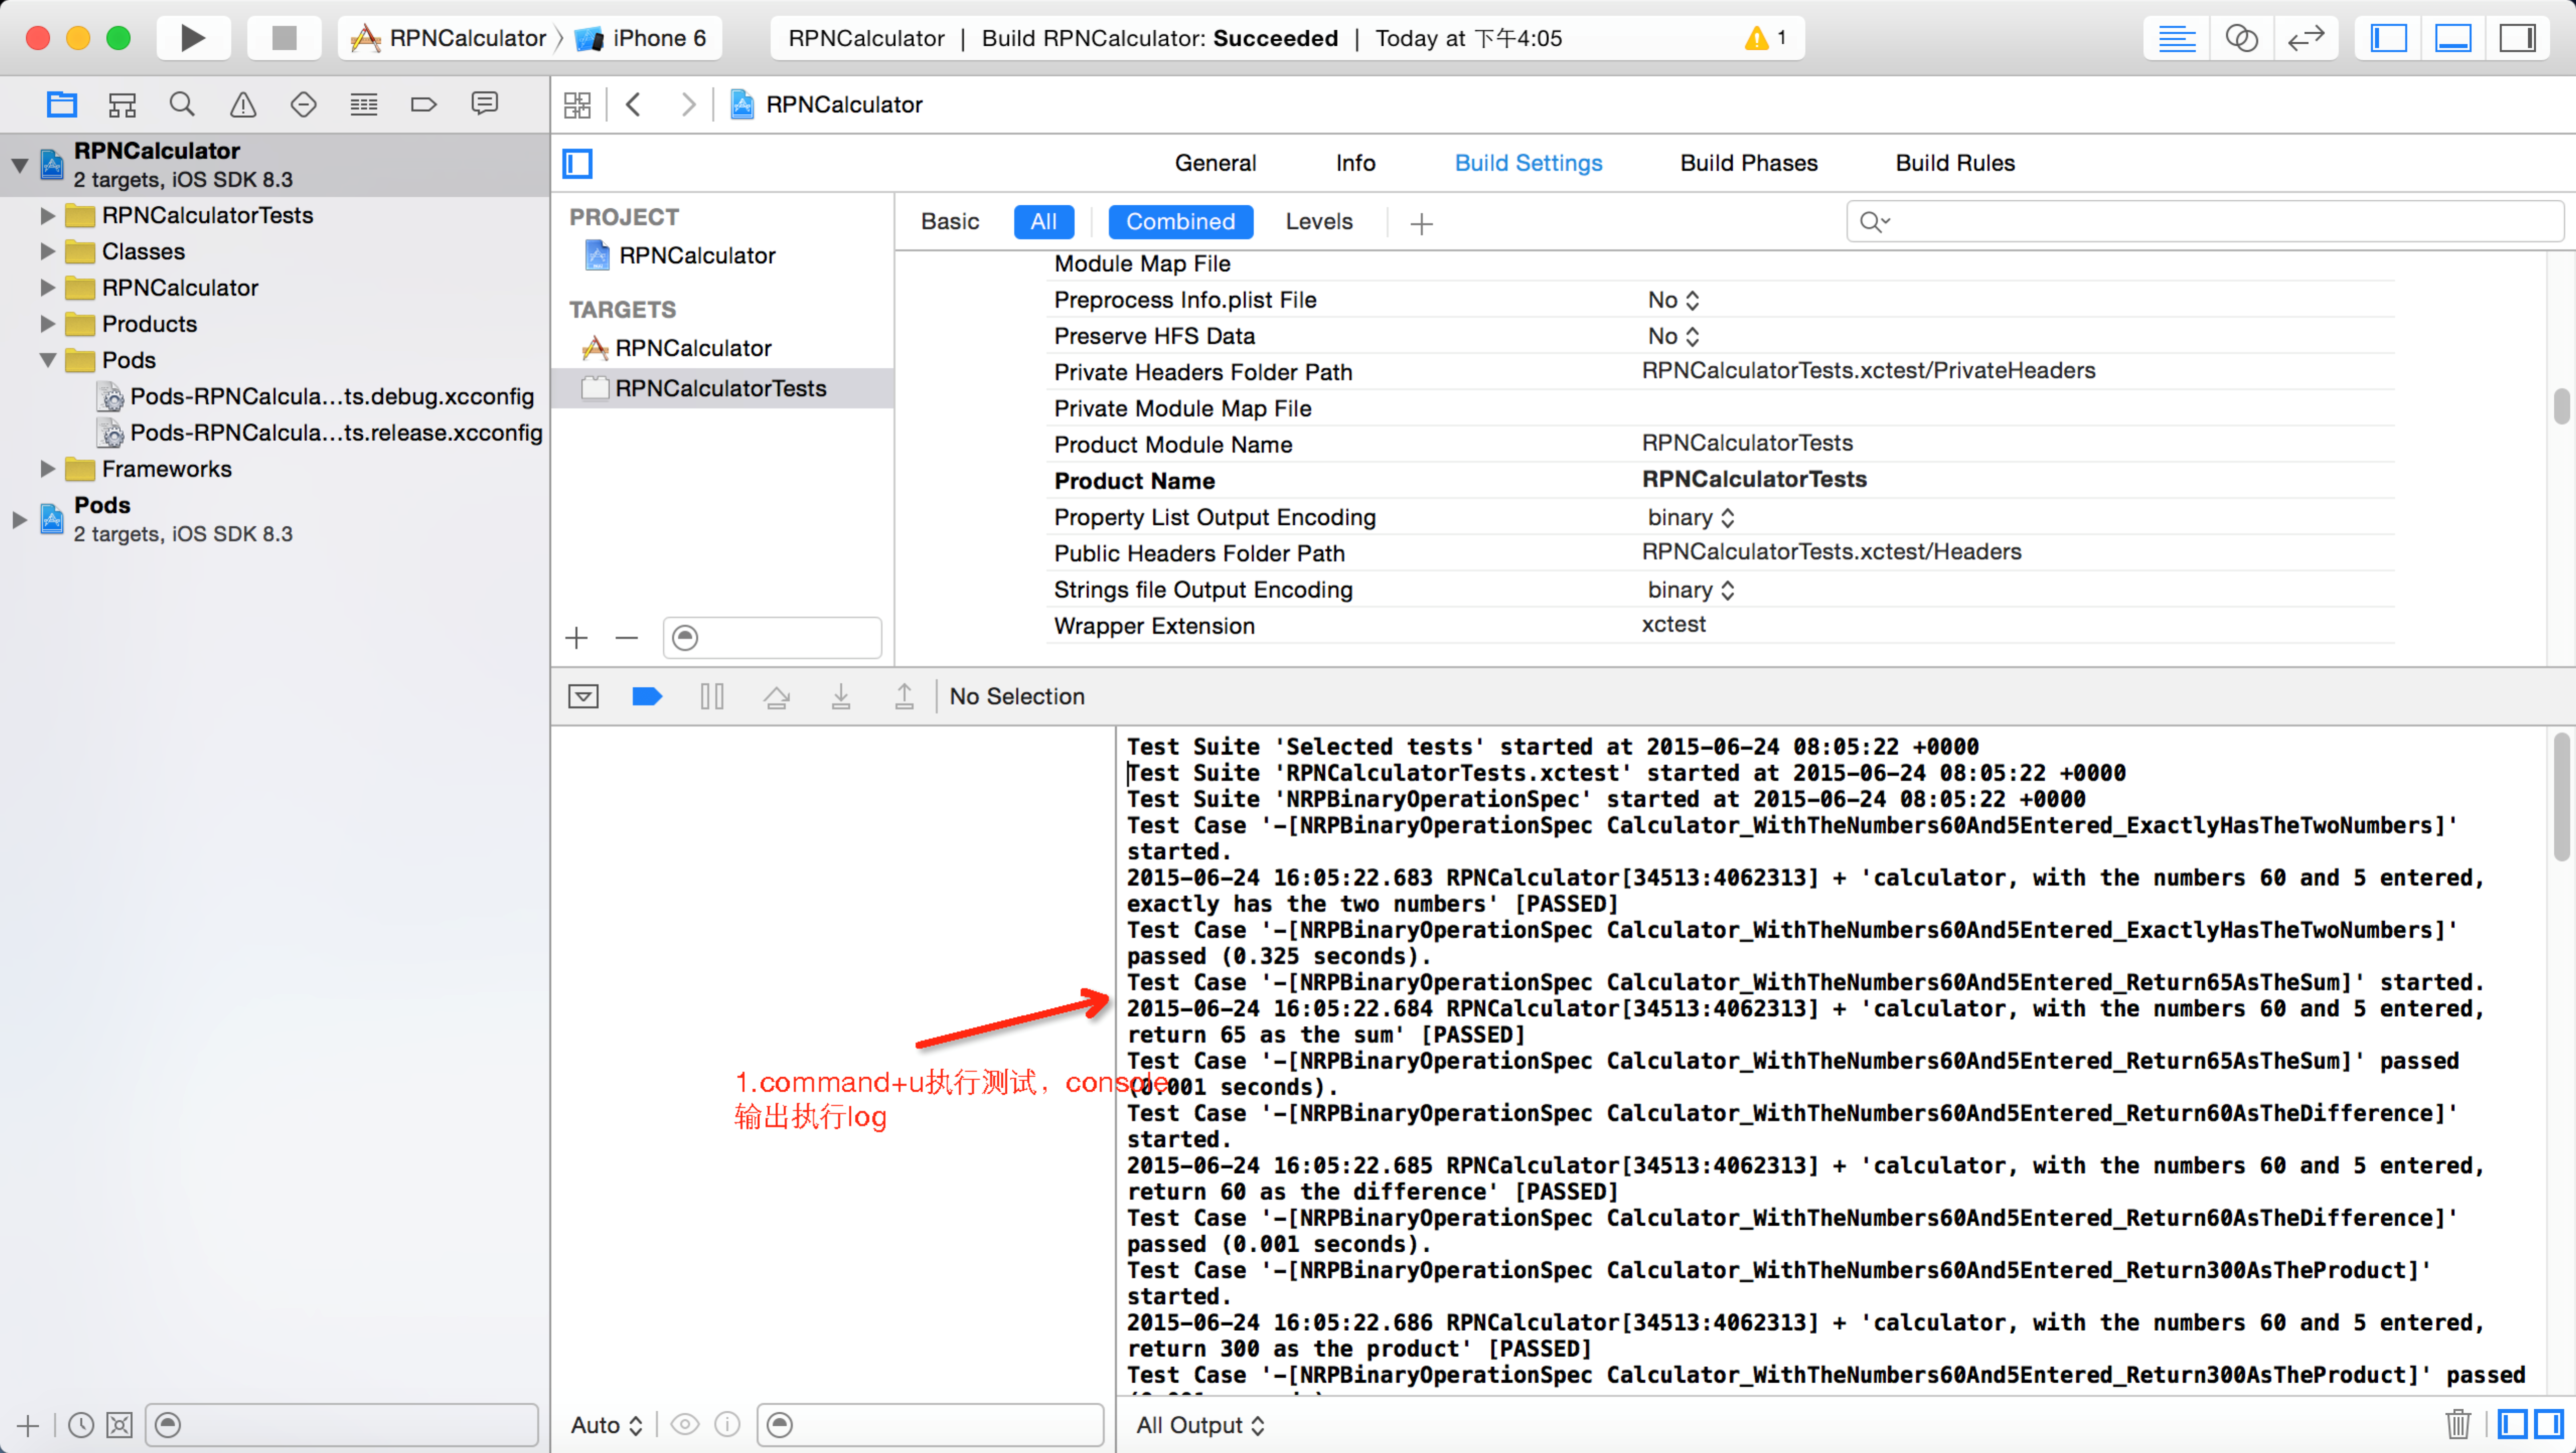 RPNCalculator
iPhone 6
RPNCalculator | Build RPNCalculator: Succeeded | Today at 下午4:05
1
RPNCalculator
2 targets, iOS SDK 8.3
RPNCalculatorTests
Classes
RPNCalculator
Products
Pods
Pods-RPNCalcula...ts.debug.xcconfig
Pods-RPNCalcula...ts.release.xcconfig
Frameworks
Pods
2 targets, iOS SDK 8.3
RPNCalculator
General Info Build Settings Build Phases Build Rules
PROJECT
RPNCalculator
TARGETS
RPNCalculator
RPNCalculatorTests
Basic All Combined Levels
Module Map File
Preprocess Info.plist File No
Preserve HFS Data No
Private Headers Folder Path RPNCalculatorTests.xctest/PrivateHeaders
Private Module Map File
Product Module Name RPNCalculatorTests
Product Name RPNCalculatorTests
Property List Output Encoding binary
Public Headers Folder Path RPNCalculatorTests.xctest/Headers
Strings file Output Encoding binary
Wrapper Extension xctest
No Selection
1.command+u执行测试，console
输出执行log
Test Suite 'Selected tests' started at 2015-06-24 08:05:22 +0000
Test Suite 'RPNCalculatorTests.xctest' started at 2015-06-24 08:05:22 +0000
Test Suite 'NRPBinaryOperationSpec' started at 2015-06-24 08:05:22 +0000
Test Case '-[NRPBinaryOperationSpec Calculator_WithTheNumbers60And5Entered_ExactlyHasTheTwoNumbers]'
started.
2015-06-24 16:05:22.683 RPNCalculator[34513:4062313] + 'calculator, with the numbers 60 and 5 entered,
exactly has the two numbers' [PASSED]
Test Case '-[NRPBinaryOperationSpec Calculator_WithTheNumbers60And5Entered_ExactlyHasTheTwoNumbers]'
passed (0.325 seconds).
Test Case '-[NRPBinaryOperationSpec Calculator_WithTheNumbers60And5Entered_Return65AsTheSum]' started.
2015-06-24 16:05:22.684 RPNCalculator[34513:4062313] + 'calculator, with the numbers 60 and 5 entered,
return 65 as the sum' [PASSED]
Test Case '-[NRPBinaryOperationSpec Calculator_WithTheNumbers60And5Entered_Return65AsTheSum]' passed
(0.001 seconds).
Test Case '-[NRPBinaryOperationSpec Calculator_WithTheNumbers60And5Entered_Return60AsTheDifference]'
started.
2015-06-24 16:05:22.685 RPNCalculator[34513:4062313] + 'calculator, with the numbers 60 and 5 entered,
return 60 as the difference' [PASSED]
Test Case '-[NRPBinaryOperationSpec Calculator_WithTheNumbers60And5Entered_Return60AsTheDifference]'
passed (0.001 seconds).
Test Case '-[NRPBinaryOperationSpec Calculator_WithTheNumbers60And5Entered_Return300AsTheProduct]'
started.
2015-06-24 16:05:22.686 RPNCalculator[34513:4062313] + 'calculator, with the numbers 60 and 5 entered,
return 300 as the product' [PASSED]
Test Case '-[NRPBinaryOperationSpec Calculator_WithTheNumbers60And5Entered_Return300AsTheProduct]' passed
Auto
All Output